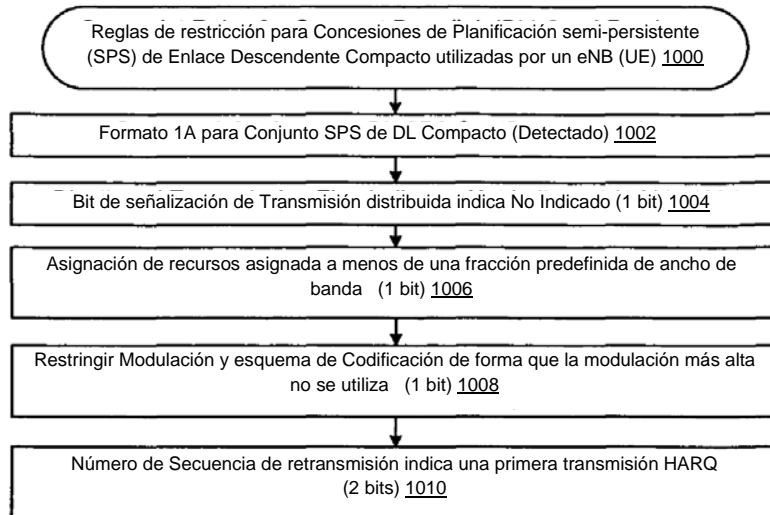 Reglas de restricción para Concesiones de Planificación semi-persistente
(SPS) de Enlace Descendente Compacto utilizadas por un eNB (UE) 1000
Formato 1A para Conjunto SPS de DL Compacto (Detectado) 1002
Bit de señalización de Transmisión distribuida indica No Indicado (1 bit) 1004
Asignación de recursos asignada a menos de una fracción predefinida de ancho de
banda (1 bit) 1006
Restringir Modulación y esquema de Codificación de forma que la modulación más alta
no se utiliza (1 bit) 1008
Número de Secuencia de retransmisión indica una primera transmisión HARQ
(2 bits) 1010